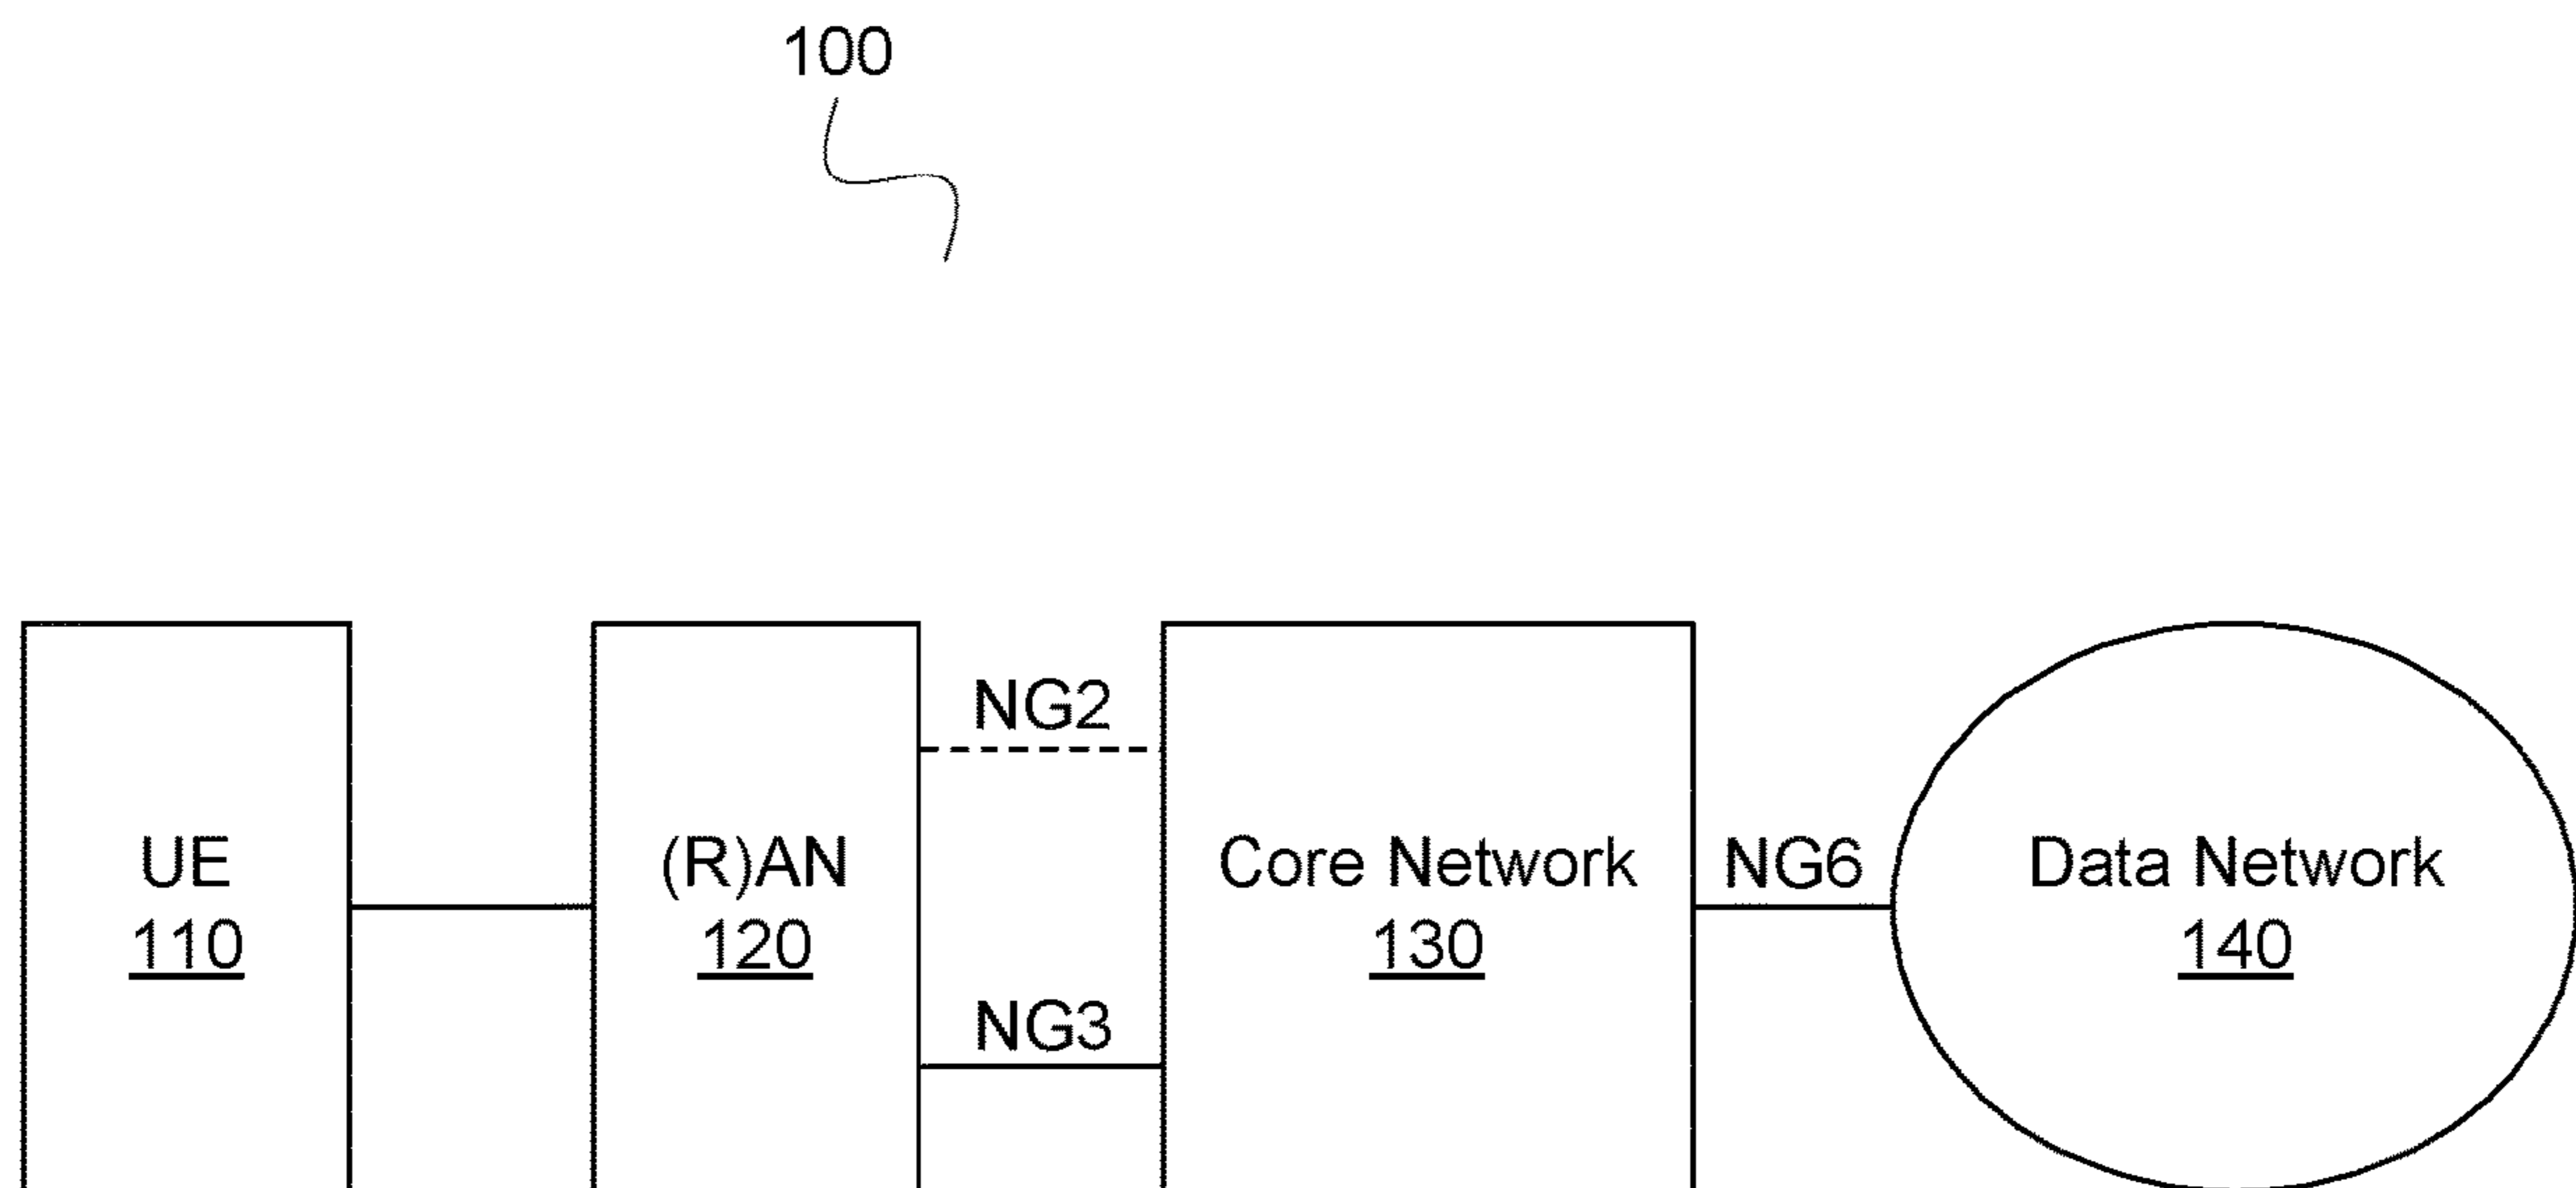 100
NG2
UE
110
(R)AN
120
Core Network
130
NG6
Data Network
140
NG3